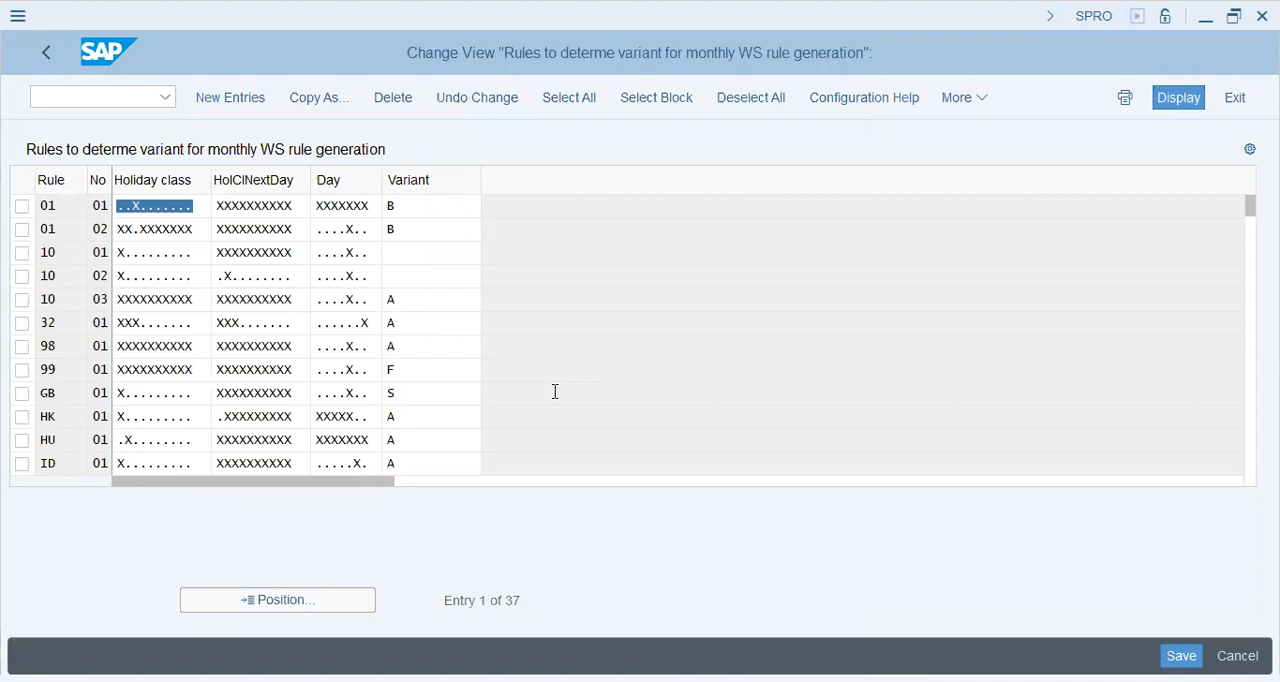 SPRO
SAP
Change View "Rules to determe variant for monthly WS rule generation":
New Entries Copy As... Delete Undo Change Select All Select Block Deselect All Configuration Help More Display Exit
Rules to determe variant for monthly WS rule generation
Rule No Holiday class HolClNextDay Day Variant
01 01 ..X....... XXXXXXXXXX XXXXXXX B
01 02 XX.XXXXXXX XXXXXXXXXX ....X.. B
10 01 X......... XXXXXXXXXX ....X..
10 02 X......... .X........ ....X..
10 03 XXXXXXXXXX XXXXXXXXXX ....X.. A
32 01 XXX....... XXX....... ......X A
98 01 XXXXXXXXXX XXXXXXXXXX ....X.. A
99 01 XXXXXXXXXX XXXXXXXXXX ....X.. F
GB 01 X......... XXXXXXXXXX ....X.. S
HK 01 X......... .XXXXXXXXX XXXXX.. A
HU 01 .X........ XXXXXXXXXX XXXXXXX A
ID 01 X......... XXXXXXXXXX .....X. A
Position... Entry 1 of 37
Save Cancel